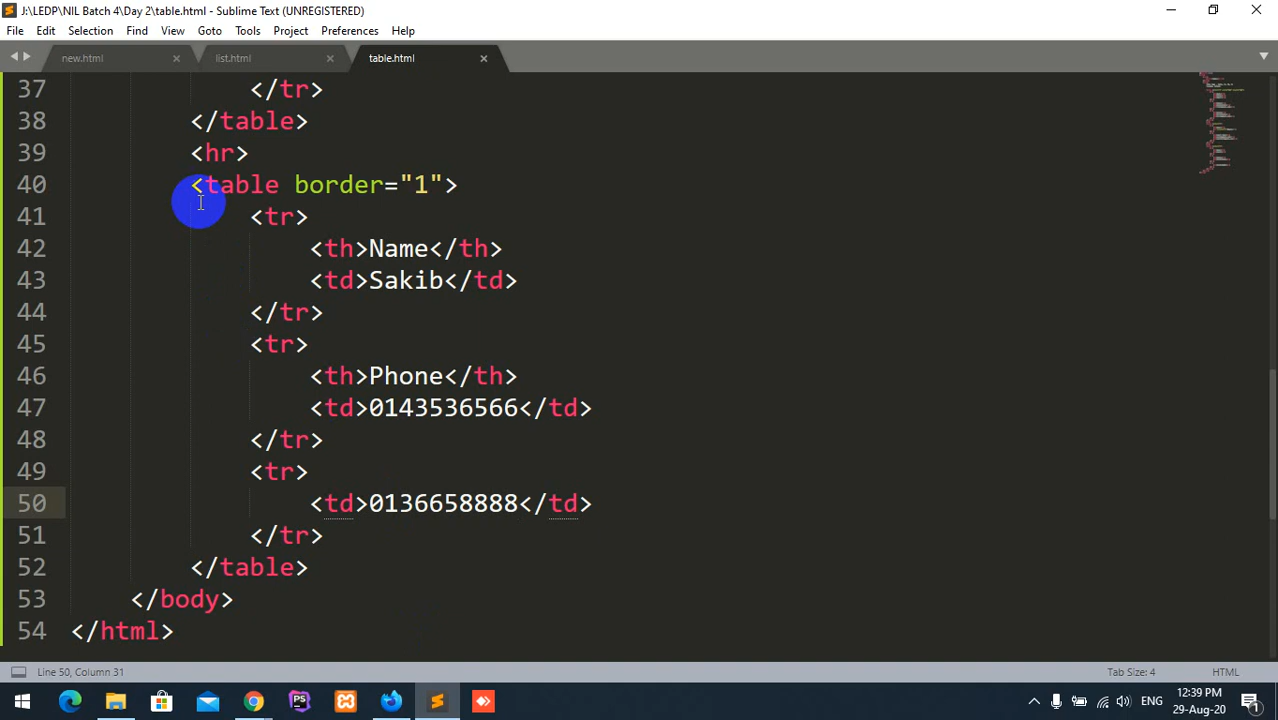 J:\LEDP\NIL Batch 4\Day 2\table.html - Sublime Text (UNREGISTERED)
File Edit Selection Find View Goto Tools Project Preferences Help
new.html list.html table.html
37 </tr>
38 </table>
39 <hr>
40 <table border="1">
41 <tr>
42 <th>Name</th>
43 <td>Sakib</td>
44 </tr>
45 <tr>
46 <th>Phone</th>
47 <td>0143536566</td>
48 </tr>
49 <tr>
50 <td>0136658888</td>
51 </tr>
52 </table>
53 </body>
54 </html>
Line 50, Column 31 Tab Size: 4 HTML
PS ENG 12:39 PM
29-Aug-20 1